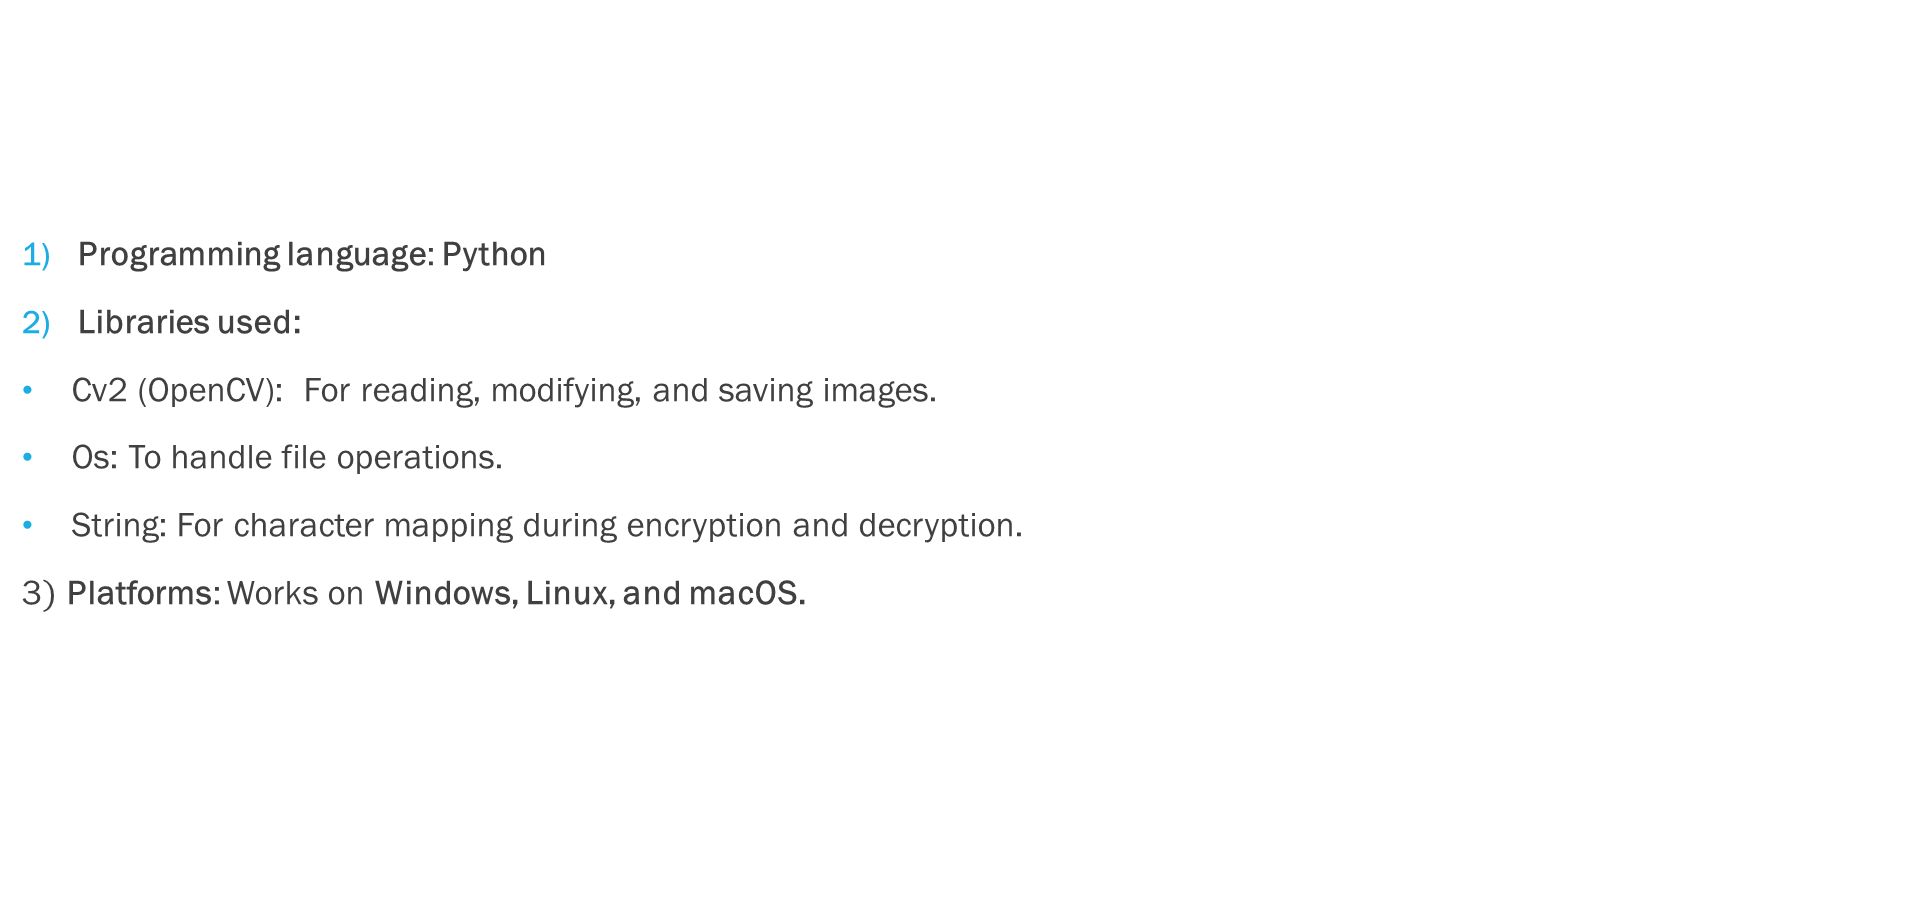 1) Programming language: Python
2) Libraries used:
• Cv2 (OpenCV):  For reading, modifying, and saving images.
• Os: To handle file operations.
• String: For character mapping during encryption and decryption.
3) Platforms: Works on Windows, Linux, and macOS.